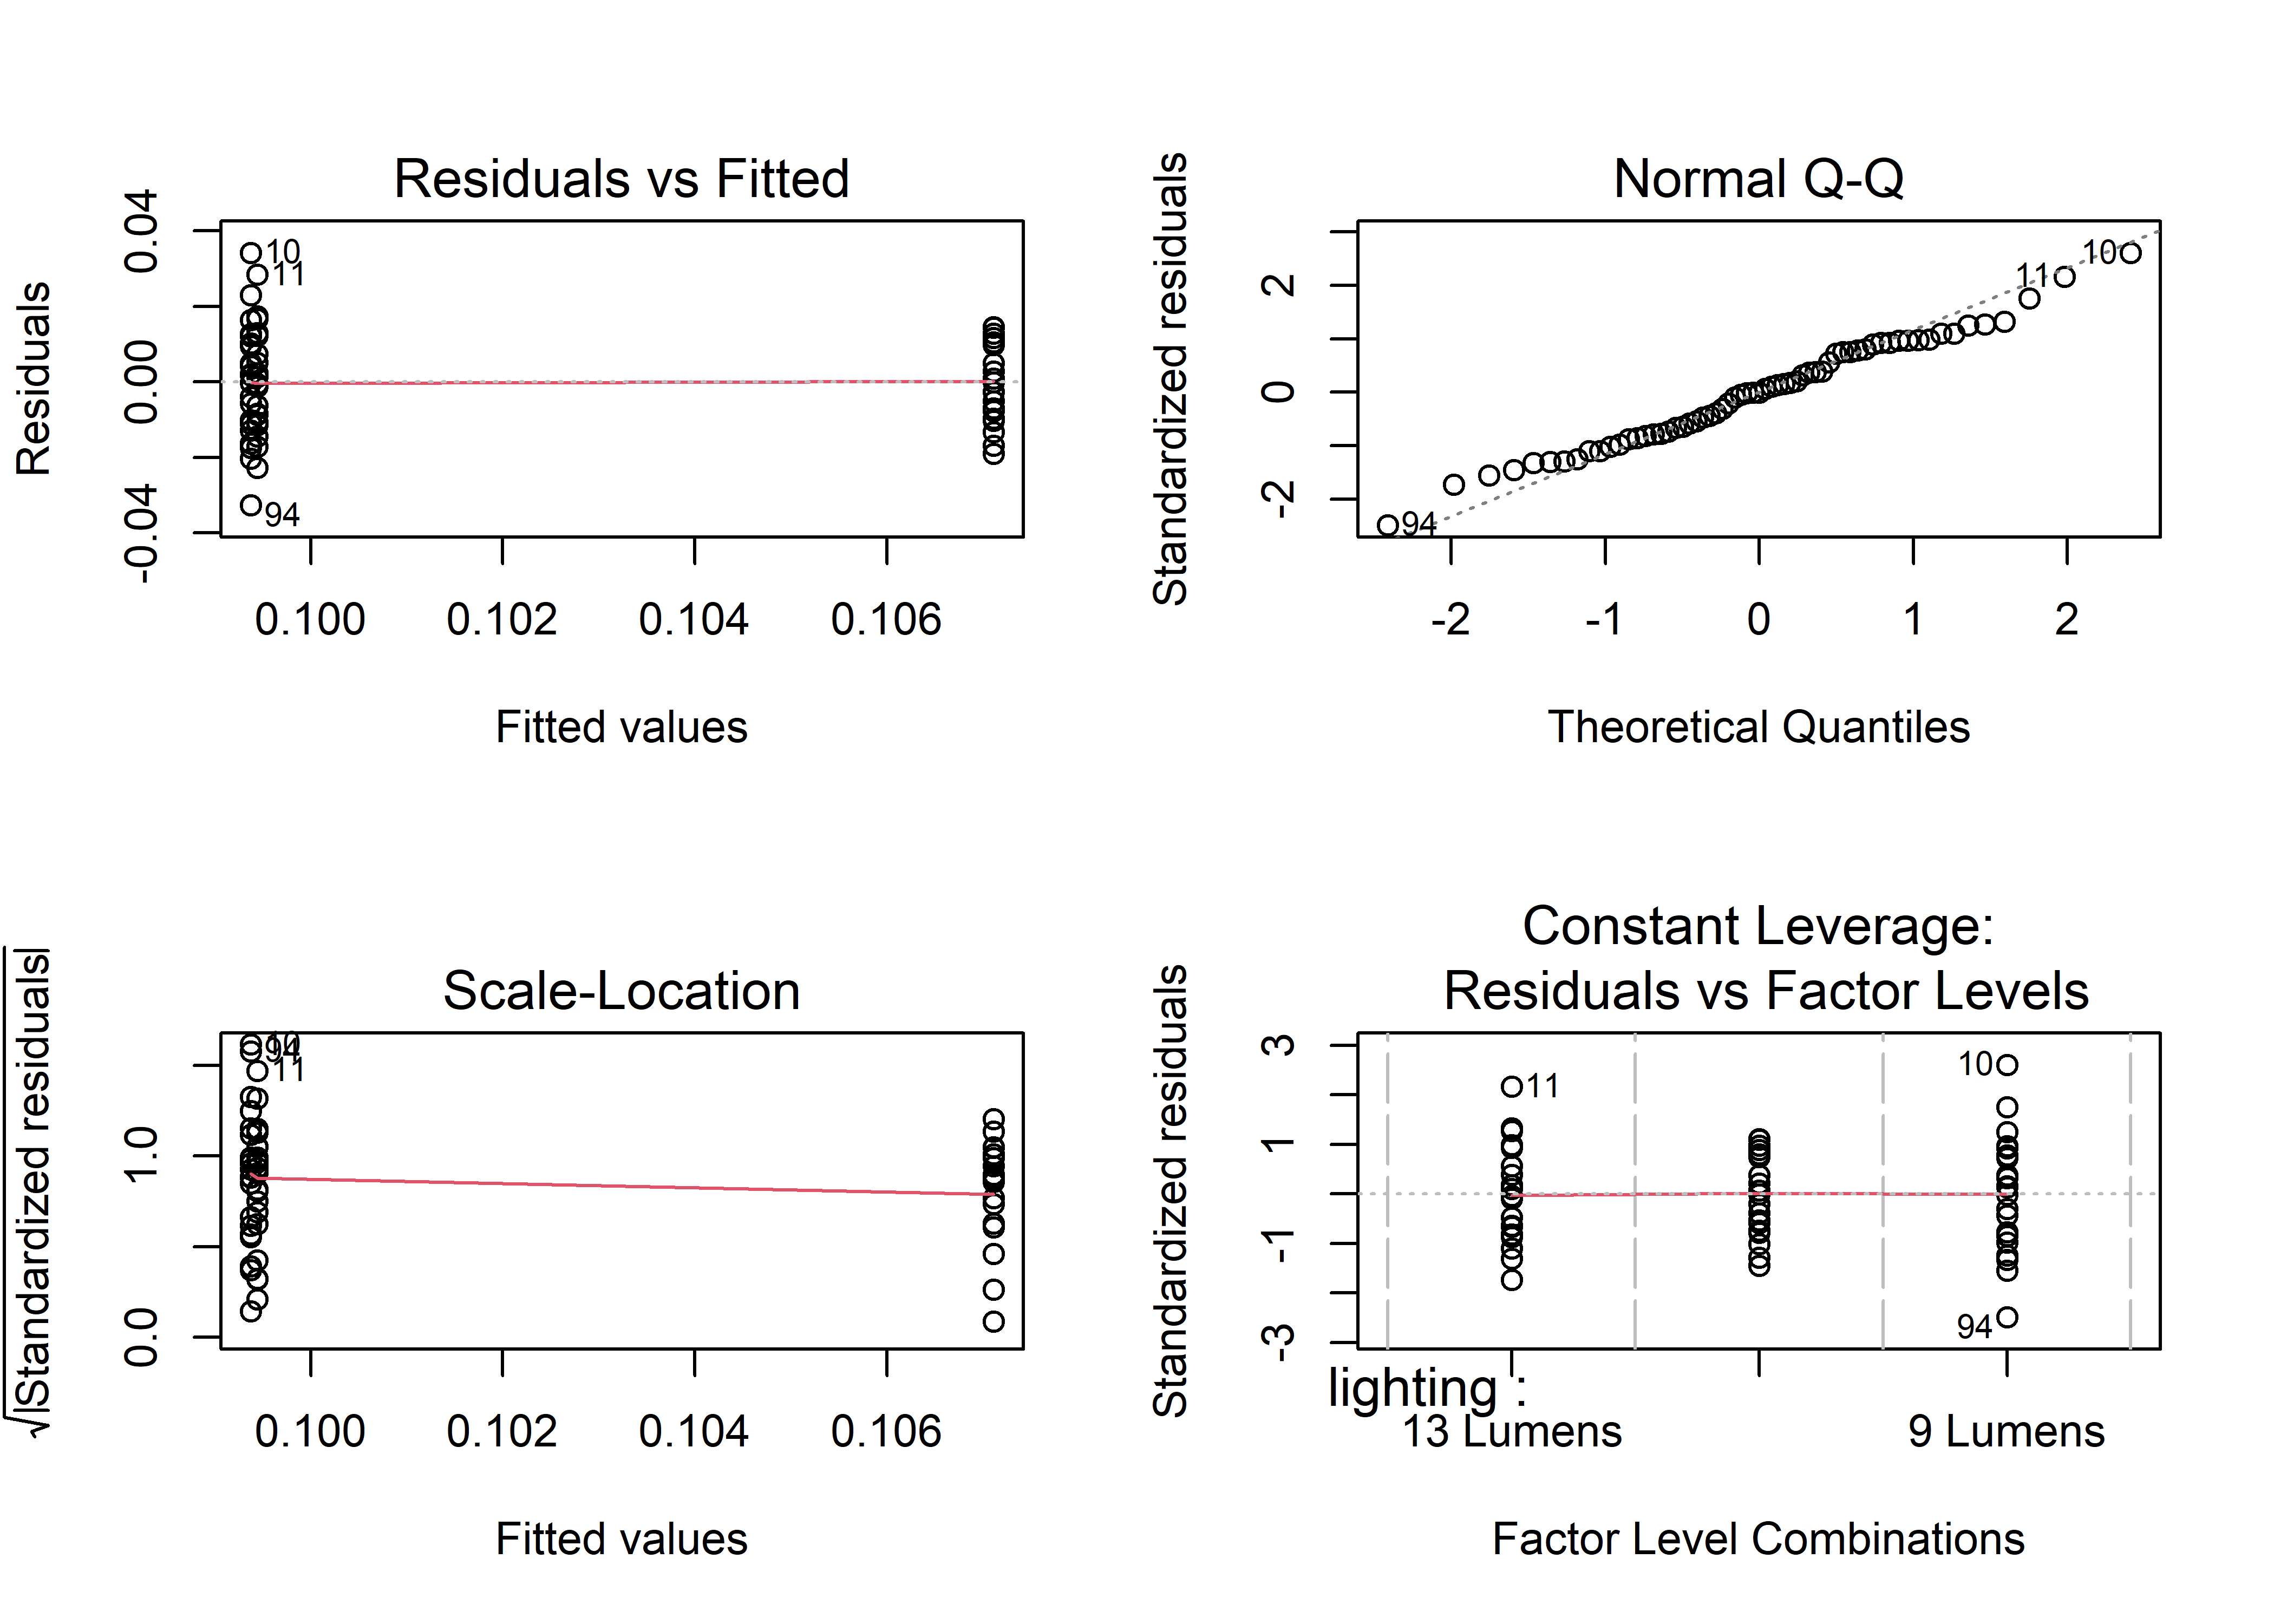 Residuals vs Fitted
Residuals
0.04
0.00
-0.04
10
11
94
0.100 0.102 0.104 0.106
Fitted values
Normal Q-Q
Standardized residuals
2
0
-2
10
11
94
-2 -1 0 1 2
Theoretical Quantiles
Scale-Location
√|Standardized residuals|
1.0
0.0
10
94
11
0.100 0.102 0.104 0.106
Fitted values
Constant Leverage:
Residuals vs Factor Levels
Standardized residuals
3
1
-1
-3
11
10
94
lighting :
13 Lumens 9 Lumens
Factor Level Combinations